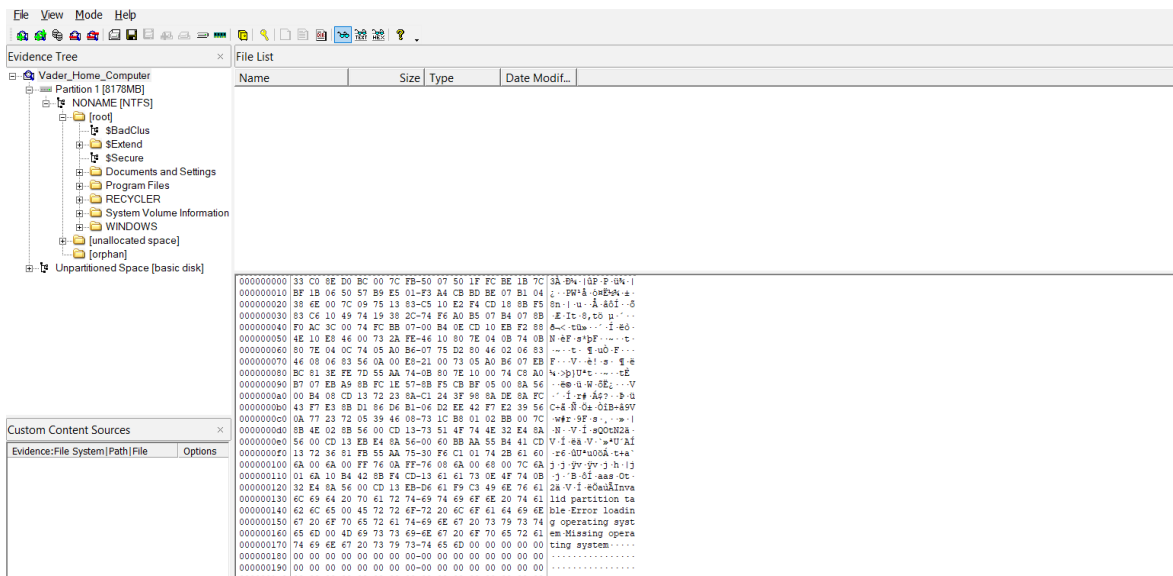 File View Mode Help
Evidence Tree
File List
Vader_Home_Computer
Partition 1 [8178MB]
NONAME [NTFS]
[root]
$BadClus
$Extend
$Secure
Documents and Settings
Program Files
RECYCLER
System Volume Information
WINDOWS
[unallocated space]
[orphan]
Unpartitioned Space [basic disk]
Name Size Type Date Modif...
Custom Content Sources
Evidence:File System|Path|File Options
000000000 33 C0 8E D0 BC 00 7C FB-50 07 50 1F FC BE 1B 7C
000000010 BF 1B 06 50 57 B9 E5 01-F3 A4 CB BD BE 07 B1 04
000000020 38 6E 00 7C 09 75 13 83-C5 10 E2 F4 CD 18 8B F5
000000030 83 C6 10 49 74 19 38 2C-74 F6 A0 B5 07 B4 07 8B
000000040 F0 AC 3C 00 74 FC BB 07-00 B4 0E CD 10 EB F2 88
000000050 4E 10 E8 46 00 73 2A FE-46 10 80 7E 04 0B 74 0B
000000060 80 7E 04 0C 74 05 A0 B6-07 75 D2 80 46 02 06 83
000000070 46 08 06 83 56 0A 00 E8-21 00 73 05 A0 B6 07 EB
000000080 BC 81 3E FE 7D 55 AA 74-0B 80 7E 10 00 74 C8 A0
000000090 B7 07 EB A9 8B FC 1E 57-8B F5 CB BF 05 00 8A 56
0000000a0 00 B4 08 CD 13 72 23 8A-C1 24 3F 98 8A DE 8A FC
0000000b0 43 F7 E3 8B D1 86 D6 B1-06 D2 EE 42 F7 E2 39 56
0000000c0 0A 77 23 72 05 39 46 08-73 1C B8 01 02 BB 00 7C
0000000d0 8B 4E 02 8B 56 00 CD 13-73 51 4F 74 4E 32 E4 8A
0000000e0 56 00 CD 13 EB E4 8A 56-00 60 BB AA 55 B4 41 CD
0000000f0 13 72 36 81 FB 55 AA 75-30 F6 C1 01 74 2B 61 60
000000100 6A 00 6A 00 FF 76 0A FF-76 08 6A 00 68 00 7C 6A
000000110 01 6A 10 B4 42 8B F4 CD-13 61 61 73 0E 4F 74 0B
000000120 32 E4 8A 56 00 CD 13 EB-D6 61 F9 C3 49 6E 76 61
000000130 6C 69 64 20 70 61 72 74-69 74 69 6F 6E 20 74 61 lid partition ta
000000140 62 6C 65 00 45 72 72 6F-72 20 6C 6F 61 64 69 6E ble·Error loadin
000000150 67 20 6F 70 65 72 61 74-69 6E 67 20 73 79 73 74 g operating syst
000000160 65 6D 00 4D 69 73 73 69-6E 67 20 6F 70 65 72 61 em·Missing opera
000000170 74 69 6E 67 20 73 79 73-74 65 6D 00 00 00 00 00 ting system·····
000000180 00 00 00 00 00 00 00 00-00 00 00 00 00 00 00 00 ················
000000190 00 00 00 00 00 00 00 00-00 00 00 00 00 00 00 00 ················